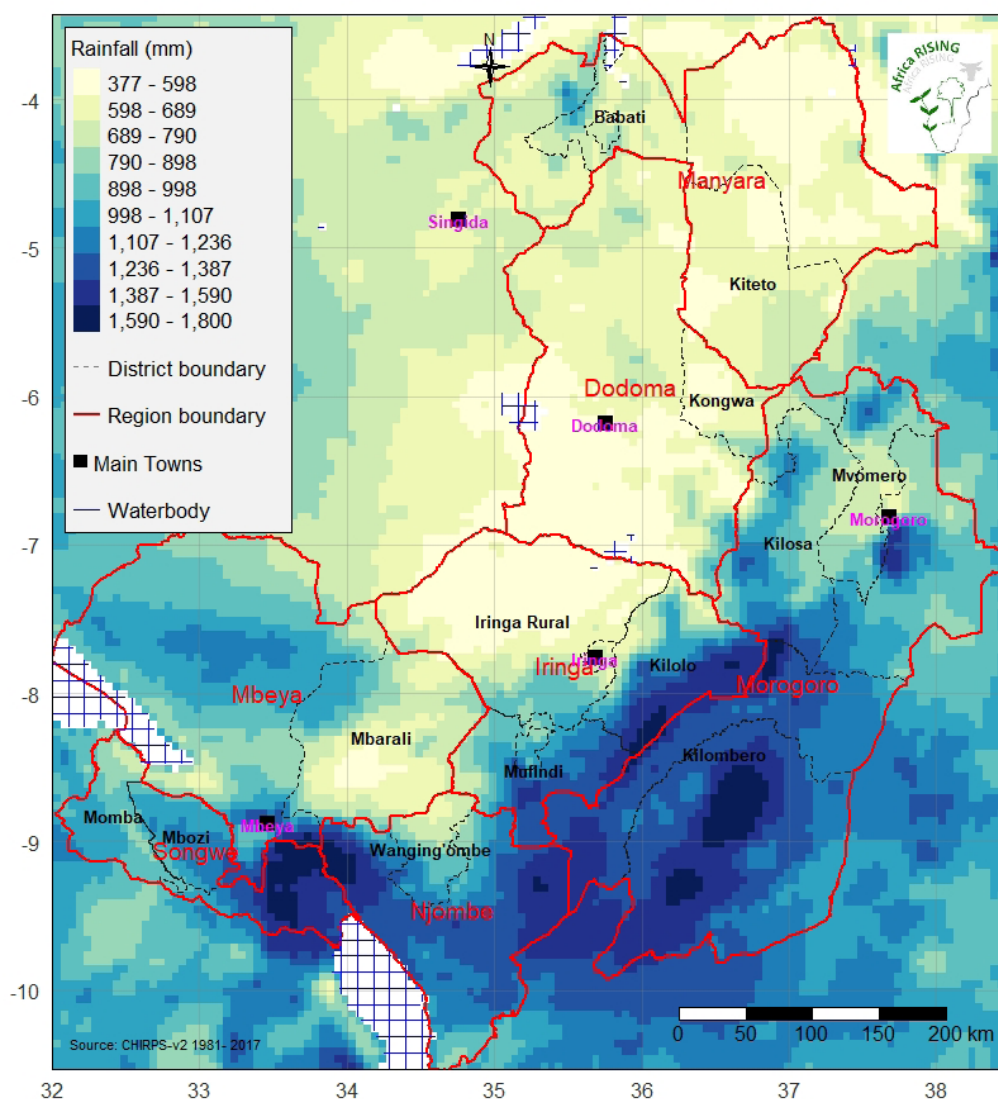 Rainfall (mm)
377 - 598
598 - 689
689 - 790
790 - 898
898 - 998
998 - 1,107
1,107 - 1,236
1,236 - 1,387
1,387 - 1,590
1,590 - 1,800
District boundary
Region boundary
Main Towns
Waterbody
N
Africa RISING
Africa RISING
-4
Babati
Manyara
Singida
-5
Kiteto
-6
Dodoma
Kongwa
Dodoma
Mvomero
Morogoro
-7
Kilosa
Iringa Rural
Iringa
Iringa
Kilolo
Morogoro
-8
Mbeya
Mbarali
Kilombero
Mufindi
Momba
Mbeya
Mbozi
-9
Songwe
Wanging'ombe
Njombe
-10
0 50 100 150 200 km
Source: CHIRPS-v2 1981- 2017
32 33 34 35 36 37 38